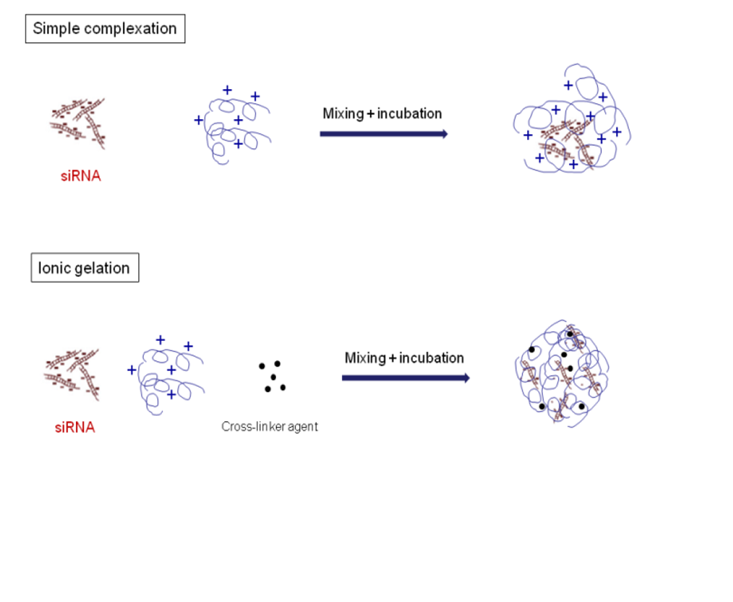 Simple complexation
Mixing + incubation
siRNA
Ionic gelation
Mixing + incubation
siRNA
Cross-linker agent